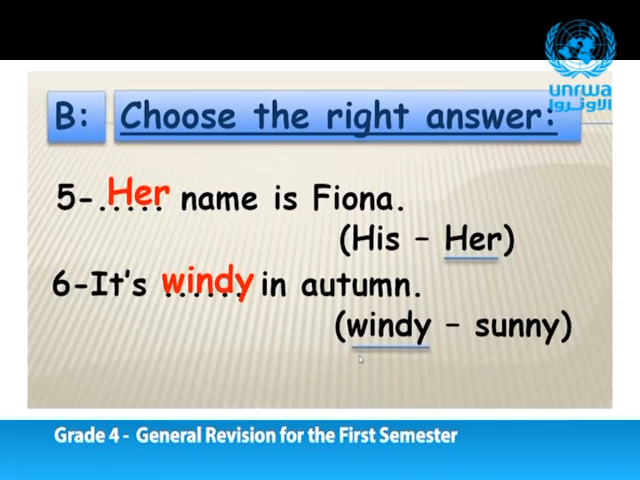 unrwa
الأونروا
B: Choose the right answer:
5-..Her.. name is Fiona.
(His - Her)
6-It's windy in autumn.
(windy - sunny)
Grade 4 - General Revision for the First Semester